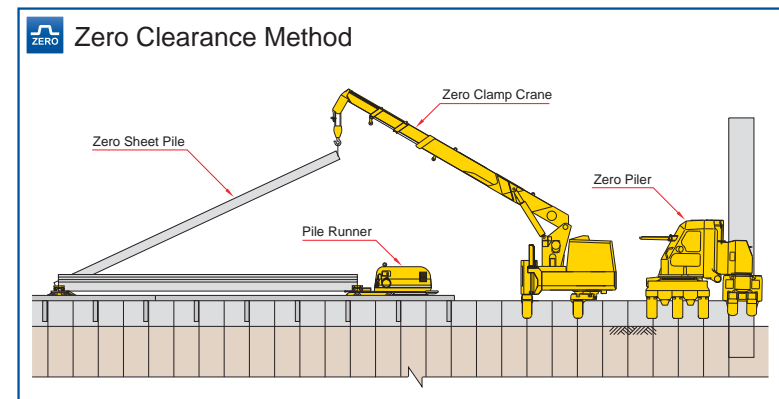 ZERO
Zero Clearance Method
Zero Clamp Crane
Zero Sheet Pile
Zero Piler
Pile Runner